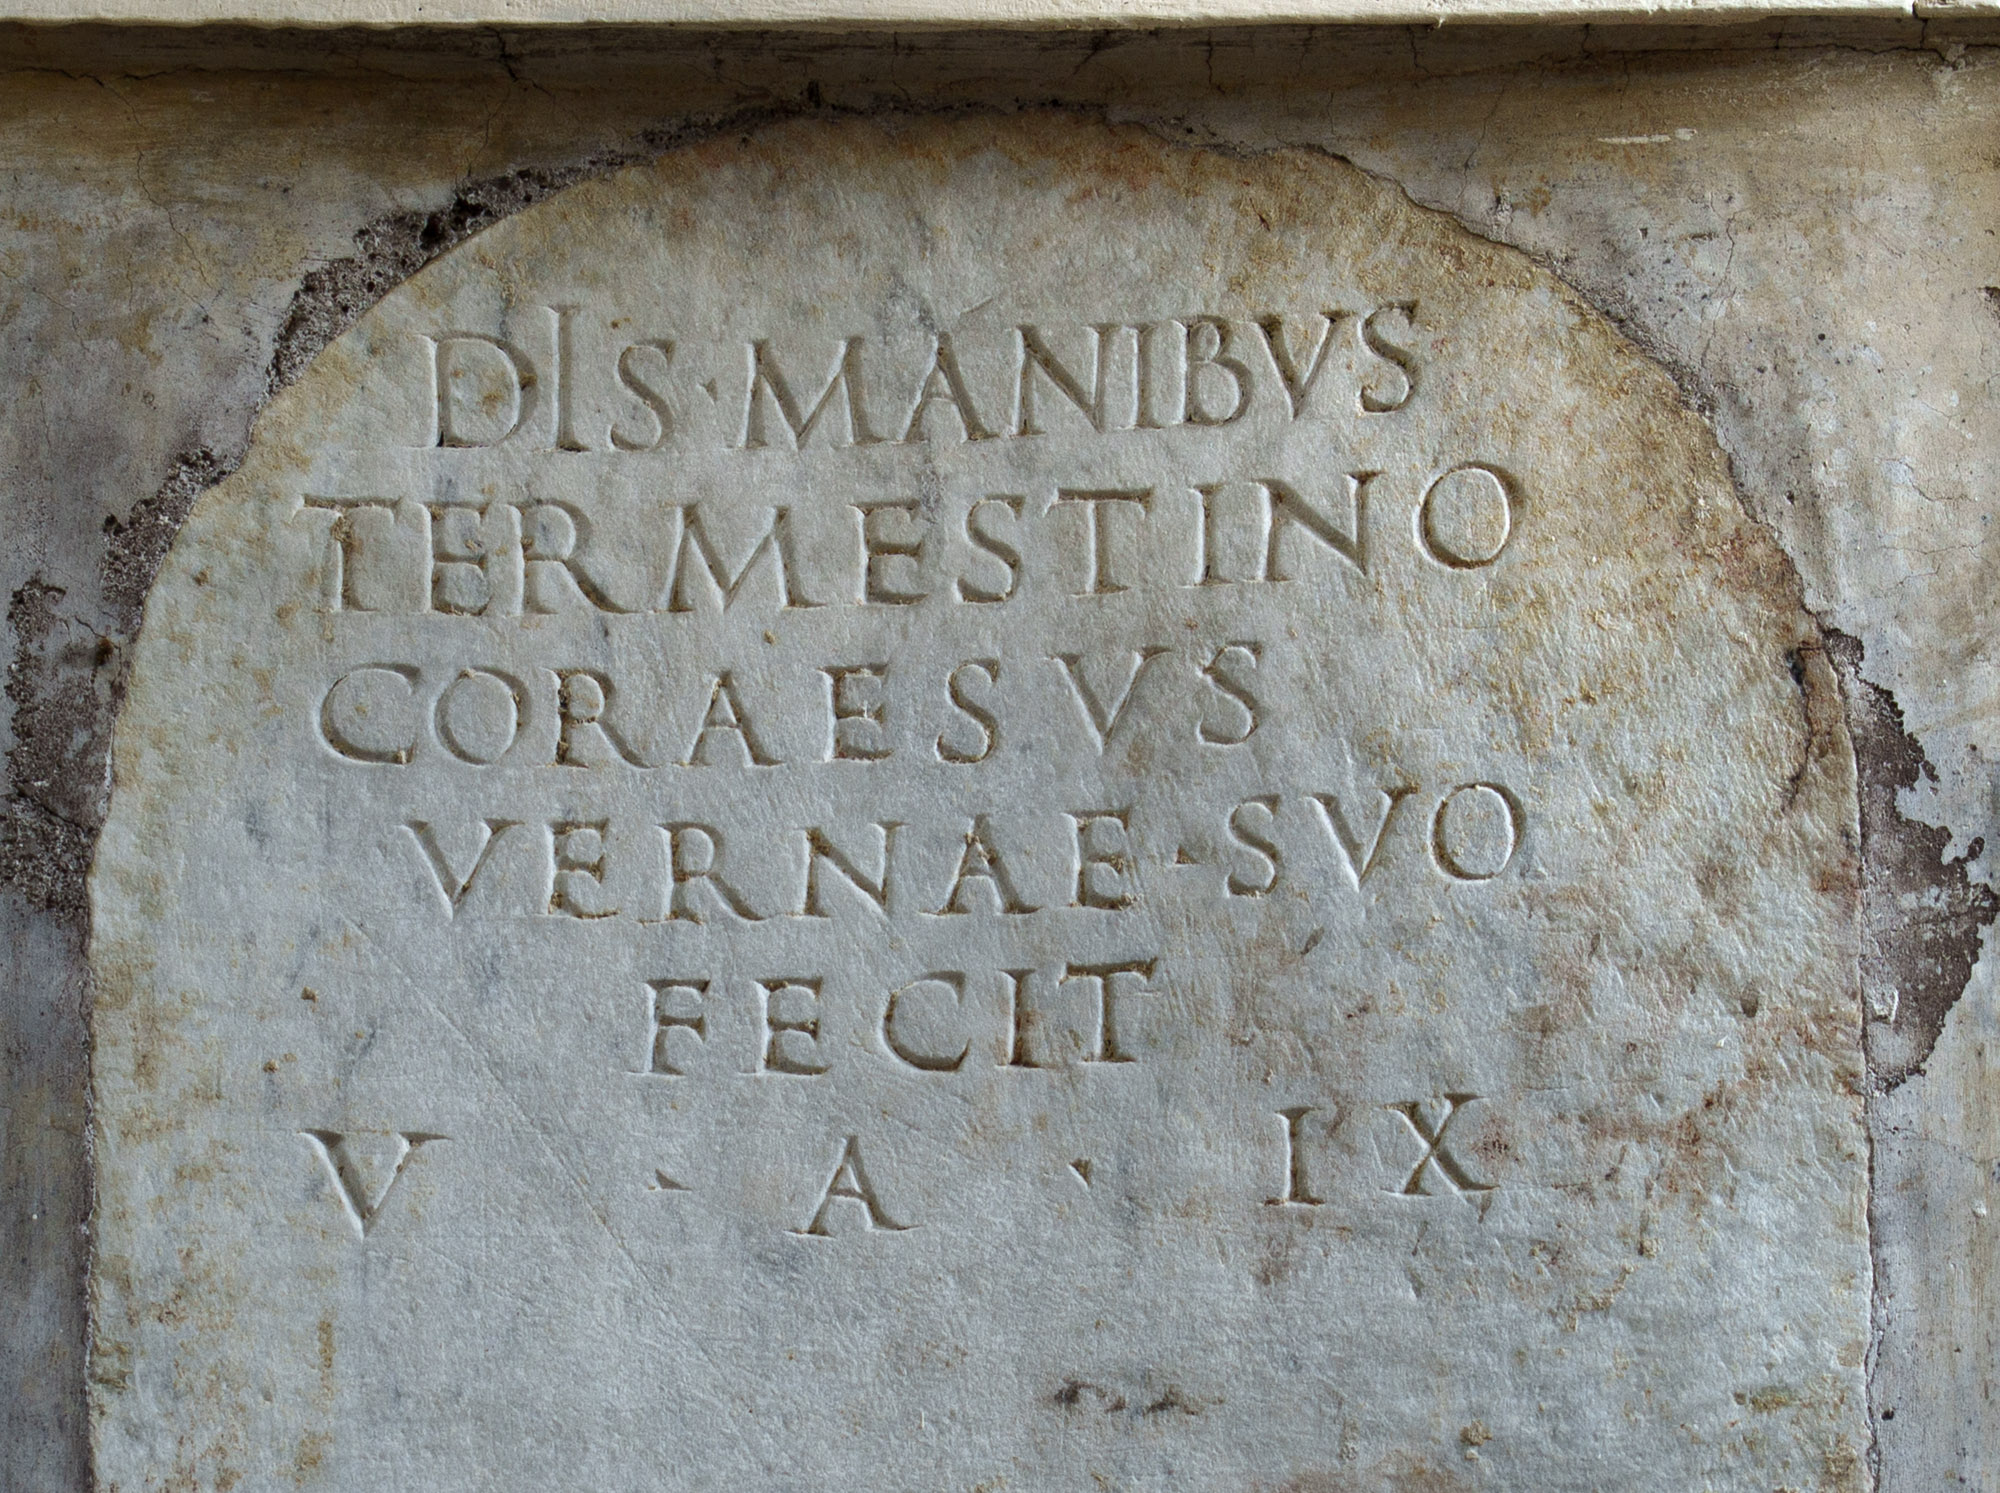 DIS · MANIBVS
TERMESTINO
CORAESVS
VERNAE · SVO
FECIT
V · A · IX